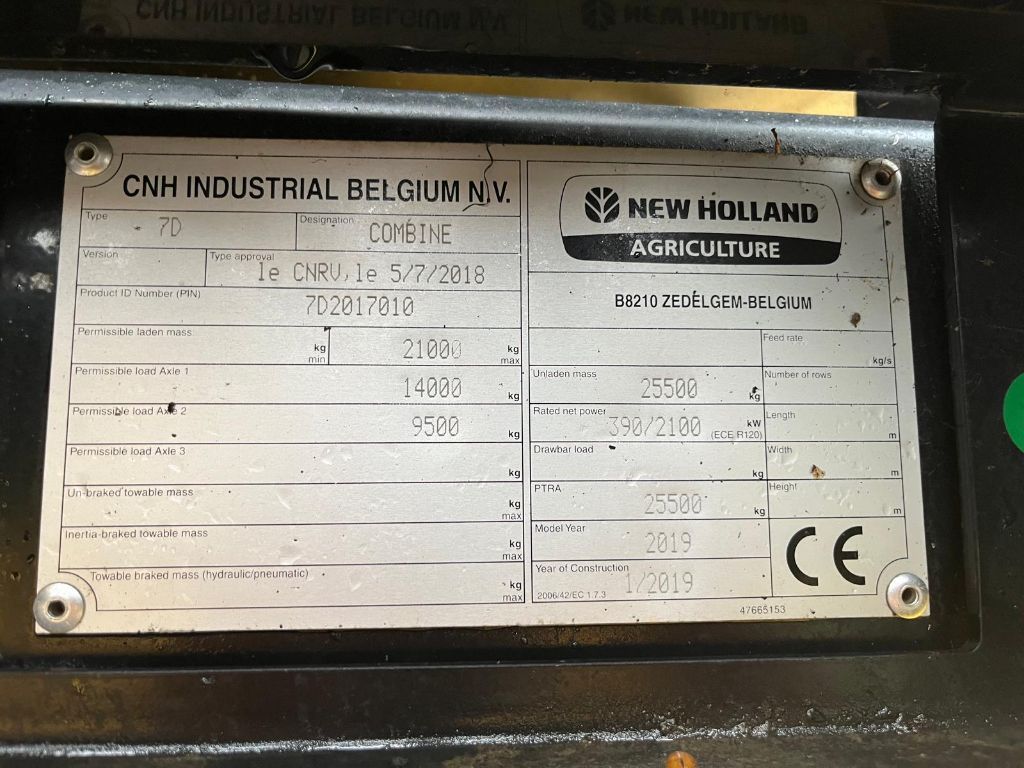 CNH INDUSTRIAL BELGIUM N.V.
NEW HOLLAND
CNH INDUSTRIAL BELGIUM N.V.
Type 7D Designation COMBINE
Version Type approval le CNRV, le 5/7/2018
Product ID Number (PIN) 7D2017010
Permissible laden mass kg min 21000 kg max
Permissible load Axle 1 14000 kg
Permissible load Axle 2 9500 kg
Permissible load Axle 3 kg
Un-braked towable mass kg max
Inertia-braked towable mass kg max
Towable braked mass (hydraulic/pneumatic) kg max
NEW HOLLAND
AGRICULTURE
B8210 ZEDELGEM-BELGIUM
Feed rate kg/s
Unladen mass 25500 kg
Number of rows
Rated net power 390/2100 kW (ECE R120)
Length m
Drawbar load kg
Width m
PTRA 25500 kg
Height m
Model Year 2019
Year of Construction 1/2019
2006/42/EC 1.7.3
CE
47665153